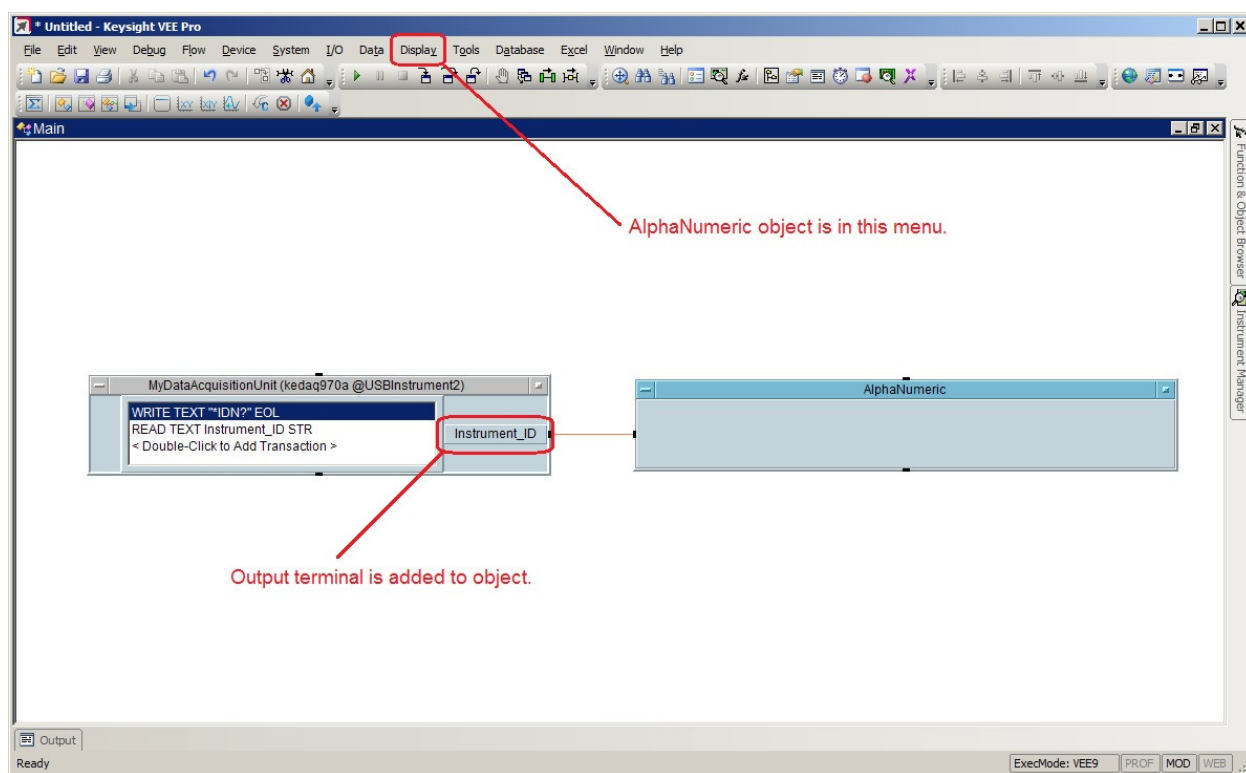 * Untitled - Keysight VEE Pro
File Edit View Debug Flow Device System I/O Data Display Tools Database Excel Window Help
Main
AlphaNumeric object is in this menu.
MyDataAcquisitionUnit (kedaq970a @USBInstrument2)
AlphaNumeric
WRITE TEXT "*IDN?" EOL
READ TEXT Instrument_ID STR
< Double-Click to Add Transaction >
Instrument_ID
Output terminal is added to object.
Function & Object Browser
Instrument Manager
Output
Ready
ExecMode: VEE9 PROF MOD WEB